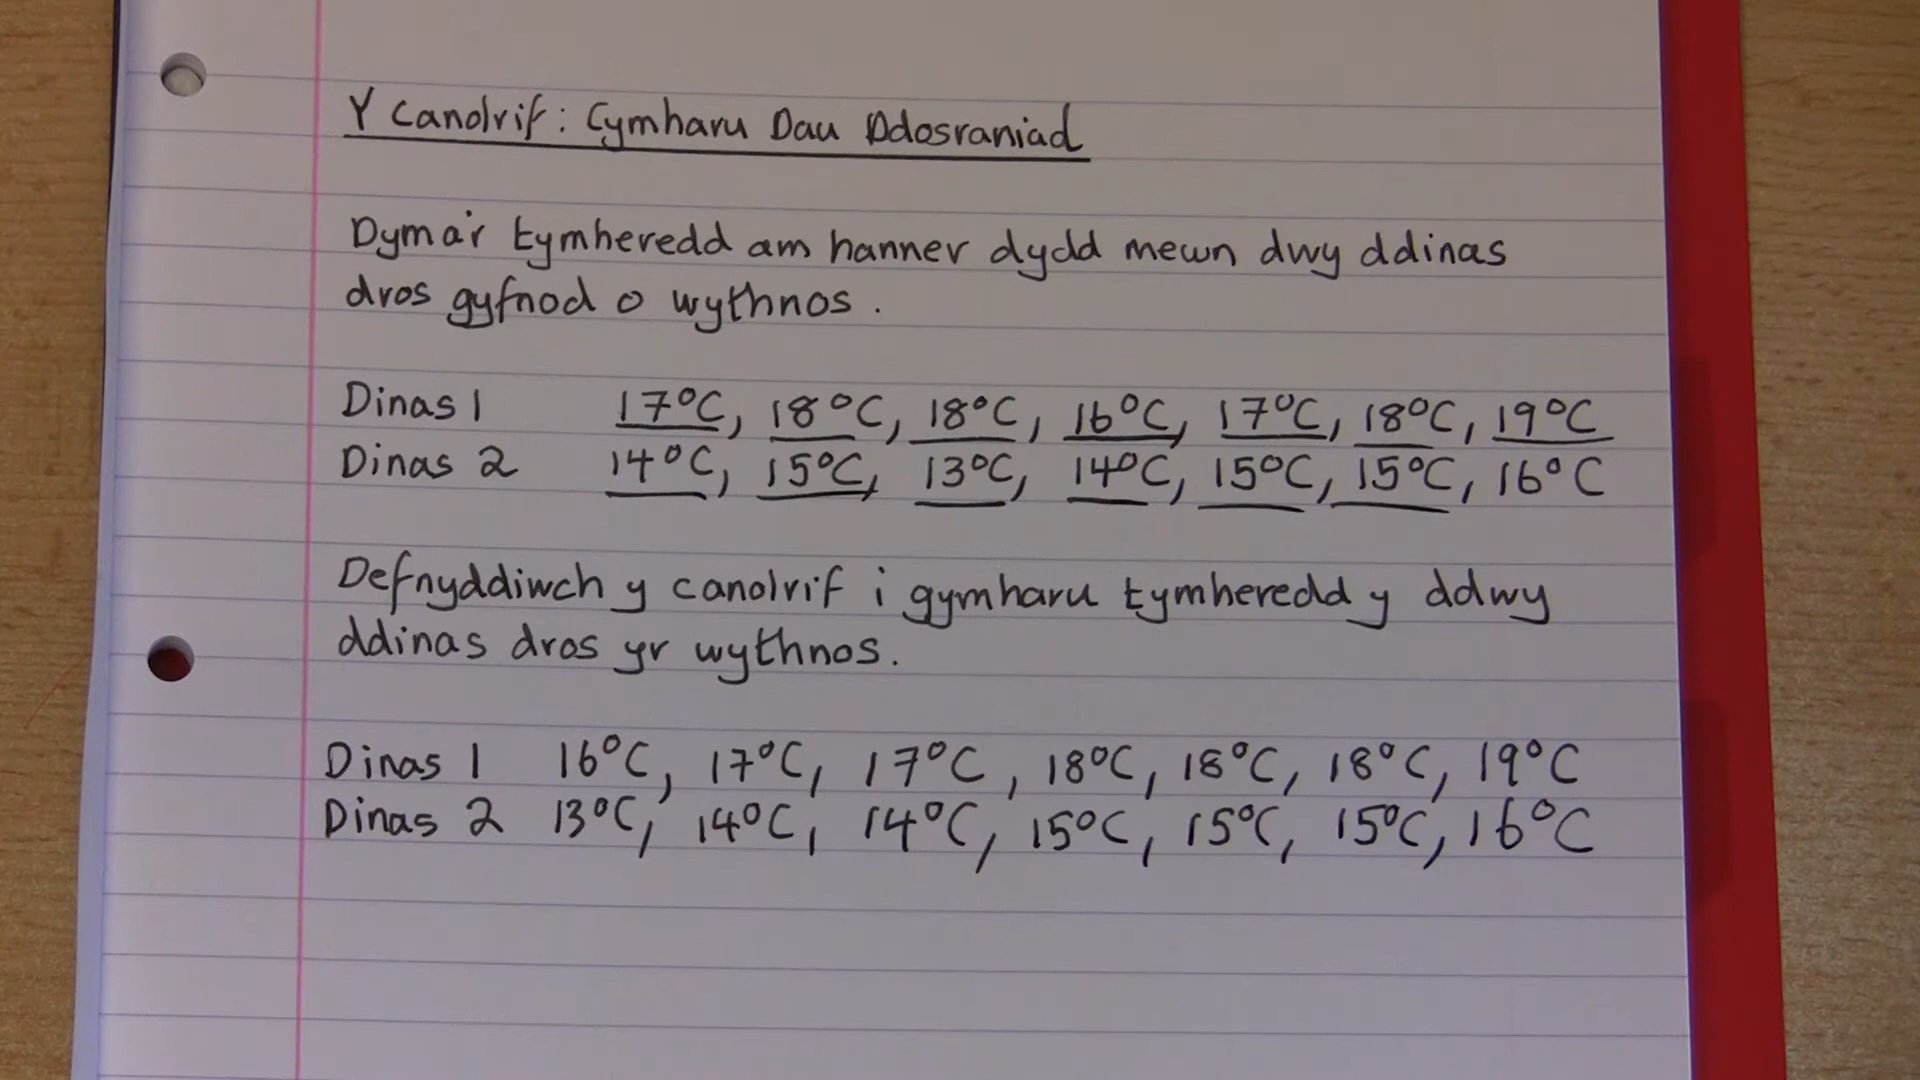 Y Canolrif: Cymharu Dau Ddosraniad
Dyma'r tymheredd am hanner dydd mewn dwy ddinas
dros gyfnod o wythnos.
Dinas 1 17°C, 18°C, 18°C, 16°C, 17°C, 18°C, 19°C
Dinas 2 14°C, 15°C, 13°C, 14°C, 15°C, 15°C, 16°C
Defnyddiwch y canolrif i gymharu tymheredd y ddwy
ddinas dros yr wythnos.
Dinas 1 16°C, 17°C, 17°C, 18°C, 18°C, 18°C, 19°C
Dinas 2 13°C, 14°C, 14°C, 15°C, 15°C, 15°C, 16°C